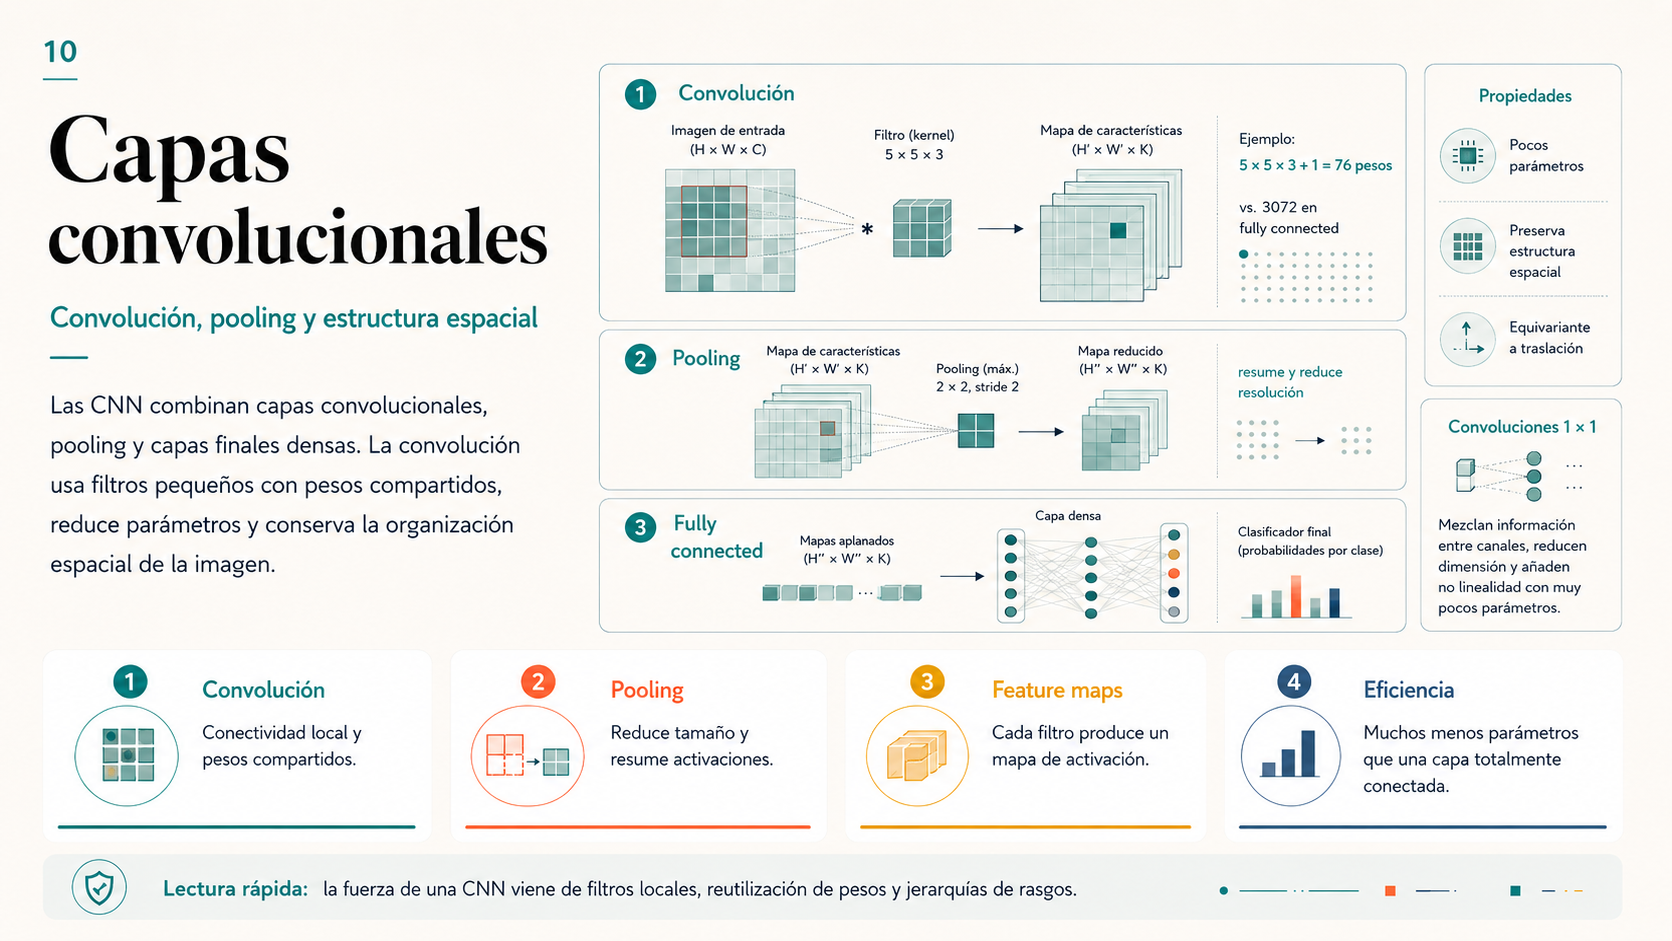 10
Capas
convolucionales
Convolución, pooling y estructura espacial
Las CNN combinan capas convolucionales,
pooling y capas finales densas. La convolución
usa filtros pequeños con pesos compartidos,
reduce parámetros y conserva la organización
espacial de la imagen.
1 Convolución
Imagen de entrada
(H × W × C)
Filtro (kernel)
5 × 5 × 3
*
Mapa de características
(H' × W' × K)
Ejemplo:
5 × 5 × 3 + 1 = 76 pesos
vs. 3072 en
fully connected
2 Pooling
Mapa de características
(H' × W' × K)
Pooling (máx.)
2 × 2, stride 2
Mapa reducido
(H'' × W'' × K)
resume y reduce
resolución
3 Fully
connected
Mapas aplanados
(H'' × W'' × K)
...
Capa densa
Clasificador final
(probabilidades por clase)
Propiedades
Pocos
parámetros
Preserva
estructura
espacial
Equivariante
a traslación
Convoluciones 1 × 1
...
...
Mezclan información
entre canales, reducen
dimensión y añaden
no linealidad con muy
pocos parámetros.
1 Convolución
Conectividad local y
pesos compartidos.
2 Pooling
Reduce tamaño y
resume activaciones.
3 Feature maps
Cada filtro produce un
mapa de activación.
4 Eficiencia
Muchos menos parámetros
que una capa totalmente
conectada.
Lectura rápida: la fuerza de una CNN viene de filtros locales, reutilización de pesos y jerarquías de rasgos.